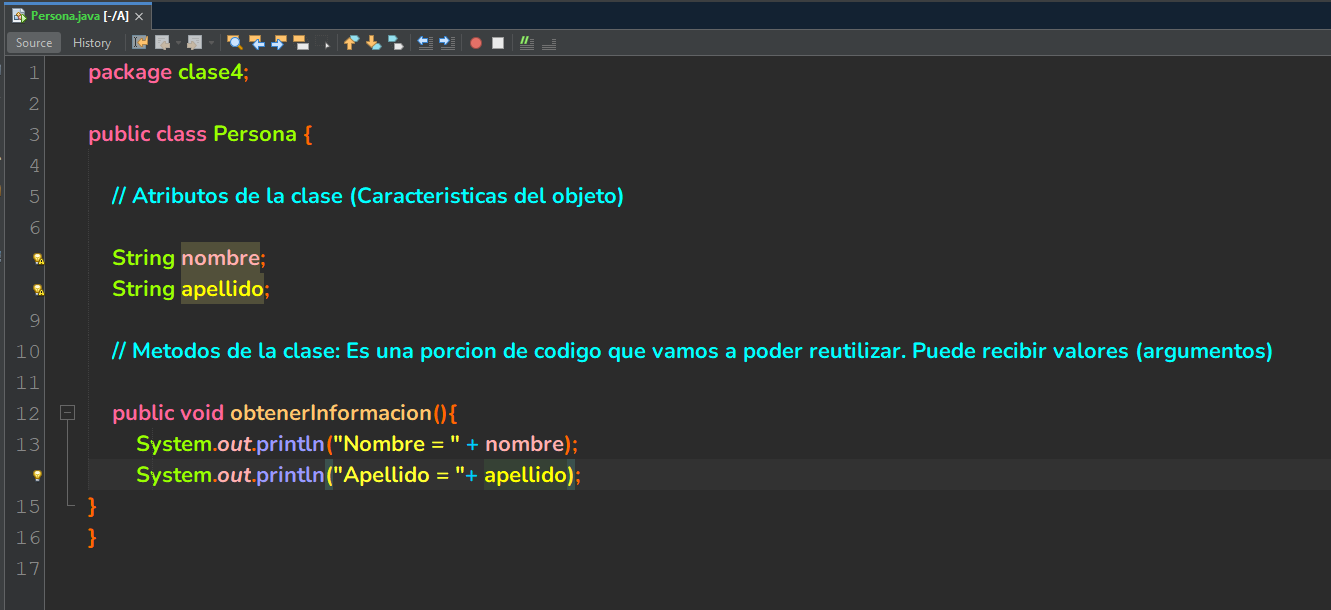 Persona.java [-/A] ×
Source History
1 package clase4;
2
3 public class Persona {
4
5 // Atributos de la clase (Caracteristicas del objeto)
6
String nombre;
String apellido;
9
10 // Metodos de la clase: Es una porcion de codigo que vamos a poder reutilizar. Puede recibir valores (argumentos)
11
12 public void obtenerInformacion(){
13 System.out.println("Nombre = " + nombre);
System.out.println("Apellido = "+ apellido);
15 }
16 }
17